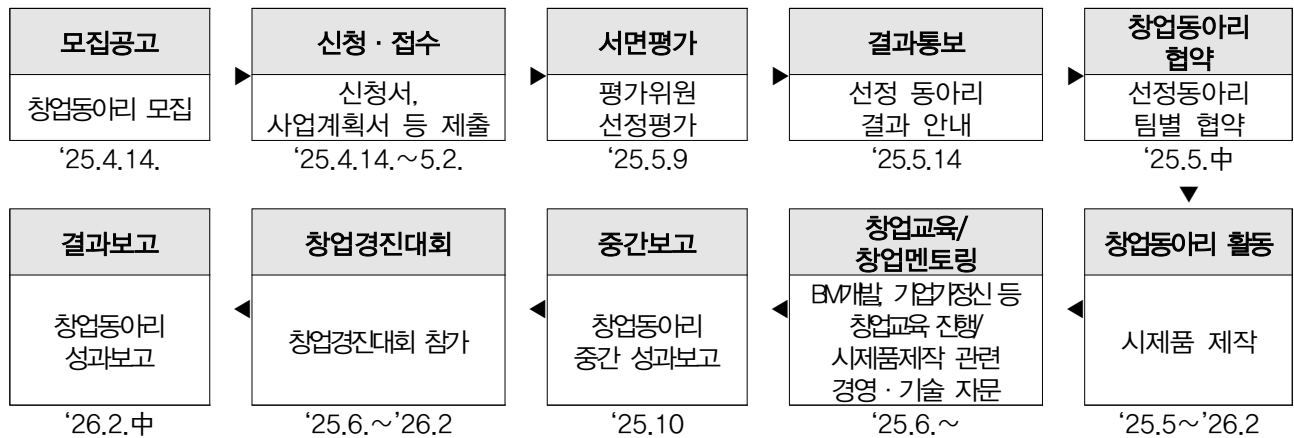 모집공고
창업동아리 모집
‘25.4.14.
▶
신청 · 접수
신청서,
사업계획서 등 제출
‘25.4.14.~5.2.
▶
서면평가
평가위원
선정평가
‘25.5.9
▶
결과통보
선정 동아리
결과 안내
‘25.5.14
▶
창업동아리
협약
선정동아리
팀별 협약
‘25.5.中
▼
창업동아리 활동
시제품 제작
‘25.5~’26.2
◀
창업교육/
창업멘토링
BM개발, 기업가정신 등
창업교육 진행/
시제품제작 관련
경영 · 기술 자문
‘25.6.~
◀
중간보고
창업동아리
중간 성과보고
‘25.10
◀
창업경진대회
창업경진대회 참가
‘25.6.~’26.2
◀
결과보고
창업동아리
성과보고
‘26.2.中